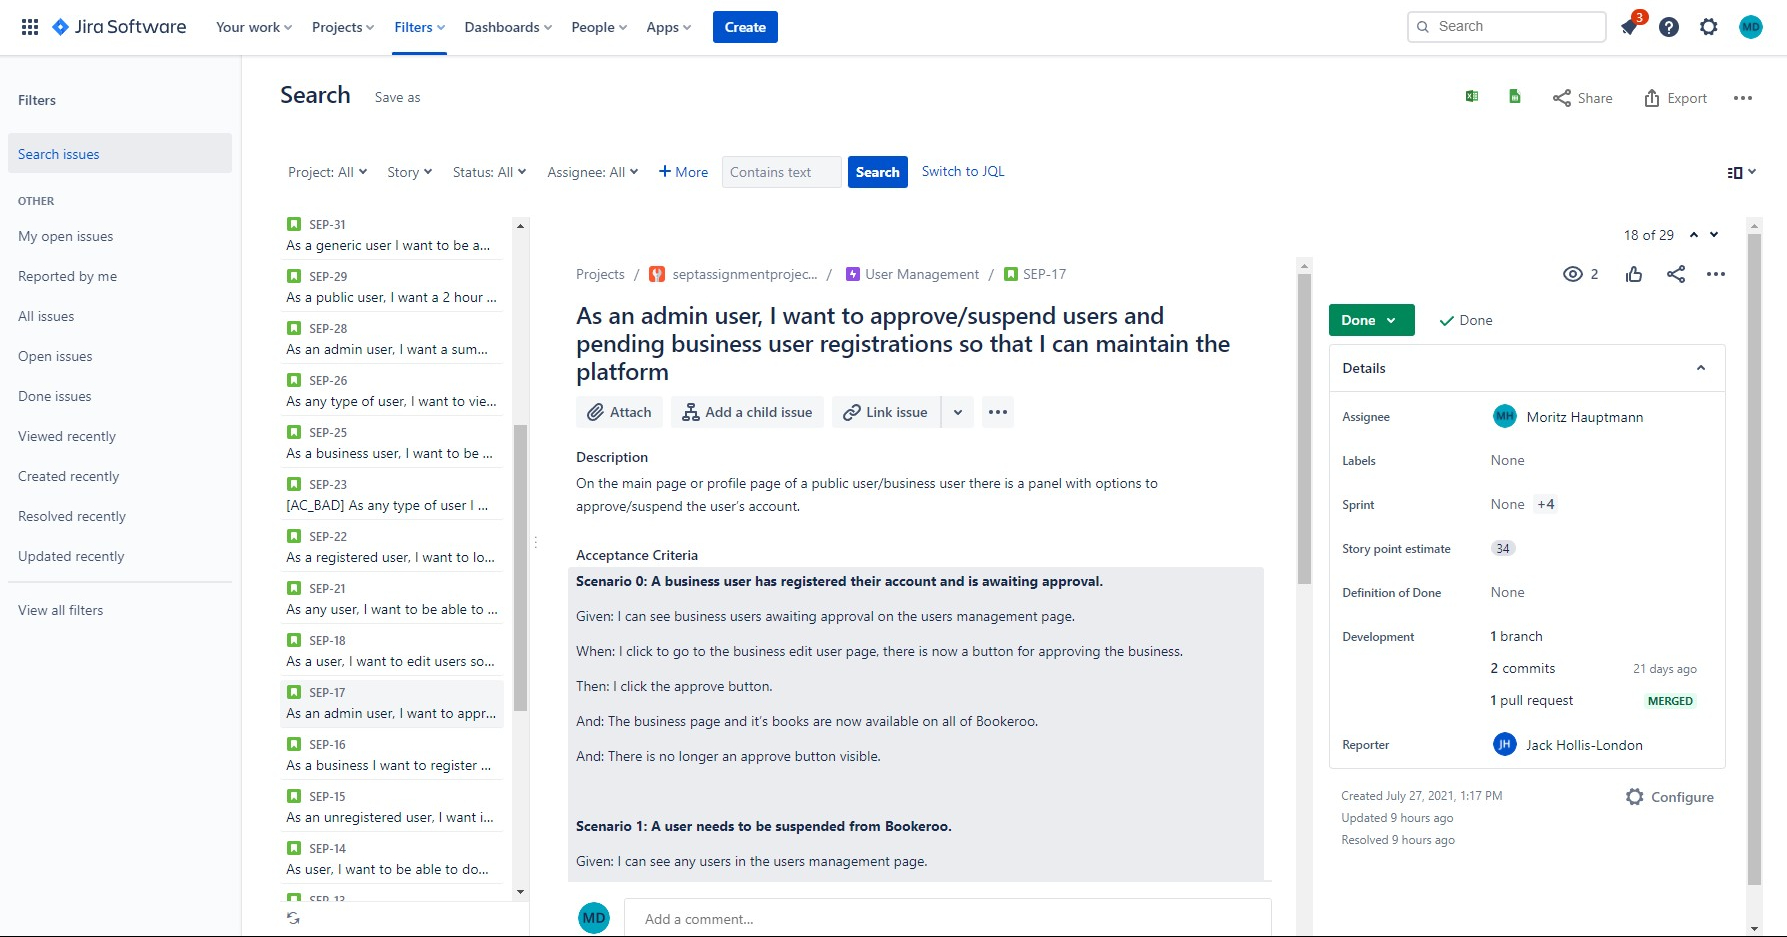 Jira Software
Your work
Projects
Filters
Dashboards
People
Apps
Create
Search
3
MD
Filters
Search issues
OTHER
My open issues
Reported by me
All issues
Open issues
Done issues
Viewed recently
Created recently
Resolved recently
Updated recently
View all filters
Search
Save as
Share
Export
Project: All
Story
Status: All
Assignee: All
+ More
Contains text
Search
Switch to JQL
SEP-31
As a generic user I want to be a...
SEP-29
As a public user, I want a 2 hour ...
SEP-28
As an admin user, I want a sum...
SEP-26
As any type of user, I want to vie...
SEP-25
As a business user, I want to be ...
SEP-23
[AC_BAD] As any type of user I ...
SEP-22
As a registered user, I want to lo...
SEP-21
As any user, I want to be able to ...
SEP-18
As a user, I want to edit users so...
SEP-17
As an admin user, I want to appr...
SEP-16
As a business I want to register ...
SEP-15
As an unregistered user, I want i...
SEP-14
As user, I want to be able to do...
SEP-13
18 of 29
Projects / septassignmentprojec... / User Management / SEP-17
As an admin user, I want to approve/suspend users and
pending business user registrations so that I can maintain the
platform
Attach
Add a child issue
Link issue
Description
On the main page or profile page of a public user/business user there is a panel with options to
approve/suspend the user's account.
Acceptance Criteria
Scenario 0: A business user has registered their account and is awaiting approval.
Given: I can see business users awaiting approval on the users management page.
When: I click to go to the business edit user page, there is now a button for approving the business.
Then: I click the approve button.
And: The business page and it's books are now available on all of Bookeroo.
And: There is no longer an approve button visible.
Scenario 1: A user needs to be suspended from Bookeroo.
Given: I can see any users in the users management page.
MD
Add a comment...
2
Done
Done
Details
Assignee
MH Moritz Hauptmann
Labels
None
Sprint
None +4
Story point estimate
34
Definition of Done
None
Development
1 branch
2 commits
21 days ago
1 pull request
MERGED
Reporter
JH Jack Hollis-London
Created July 27, 2021, 1:17 PM
Updated 9 hours ago
Resolved 9 hours ago
Configure